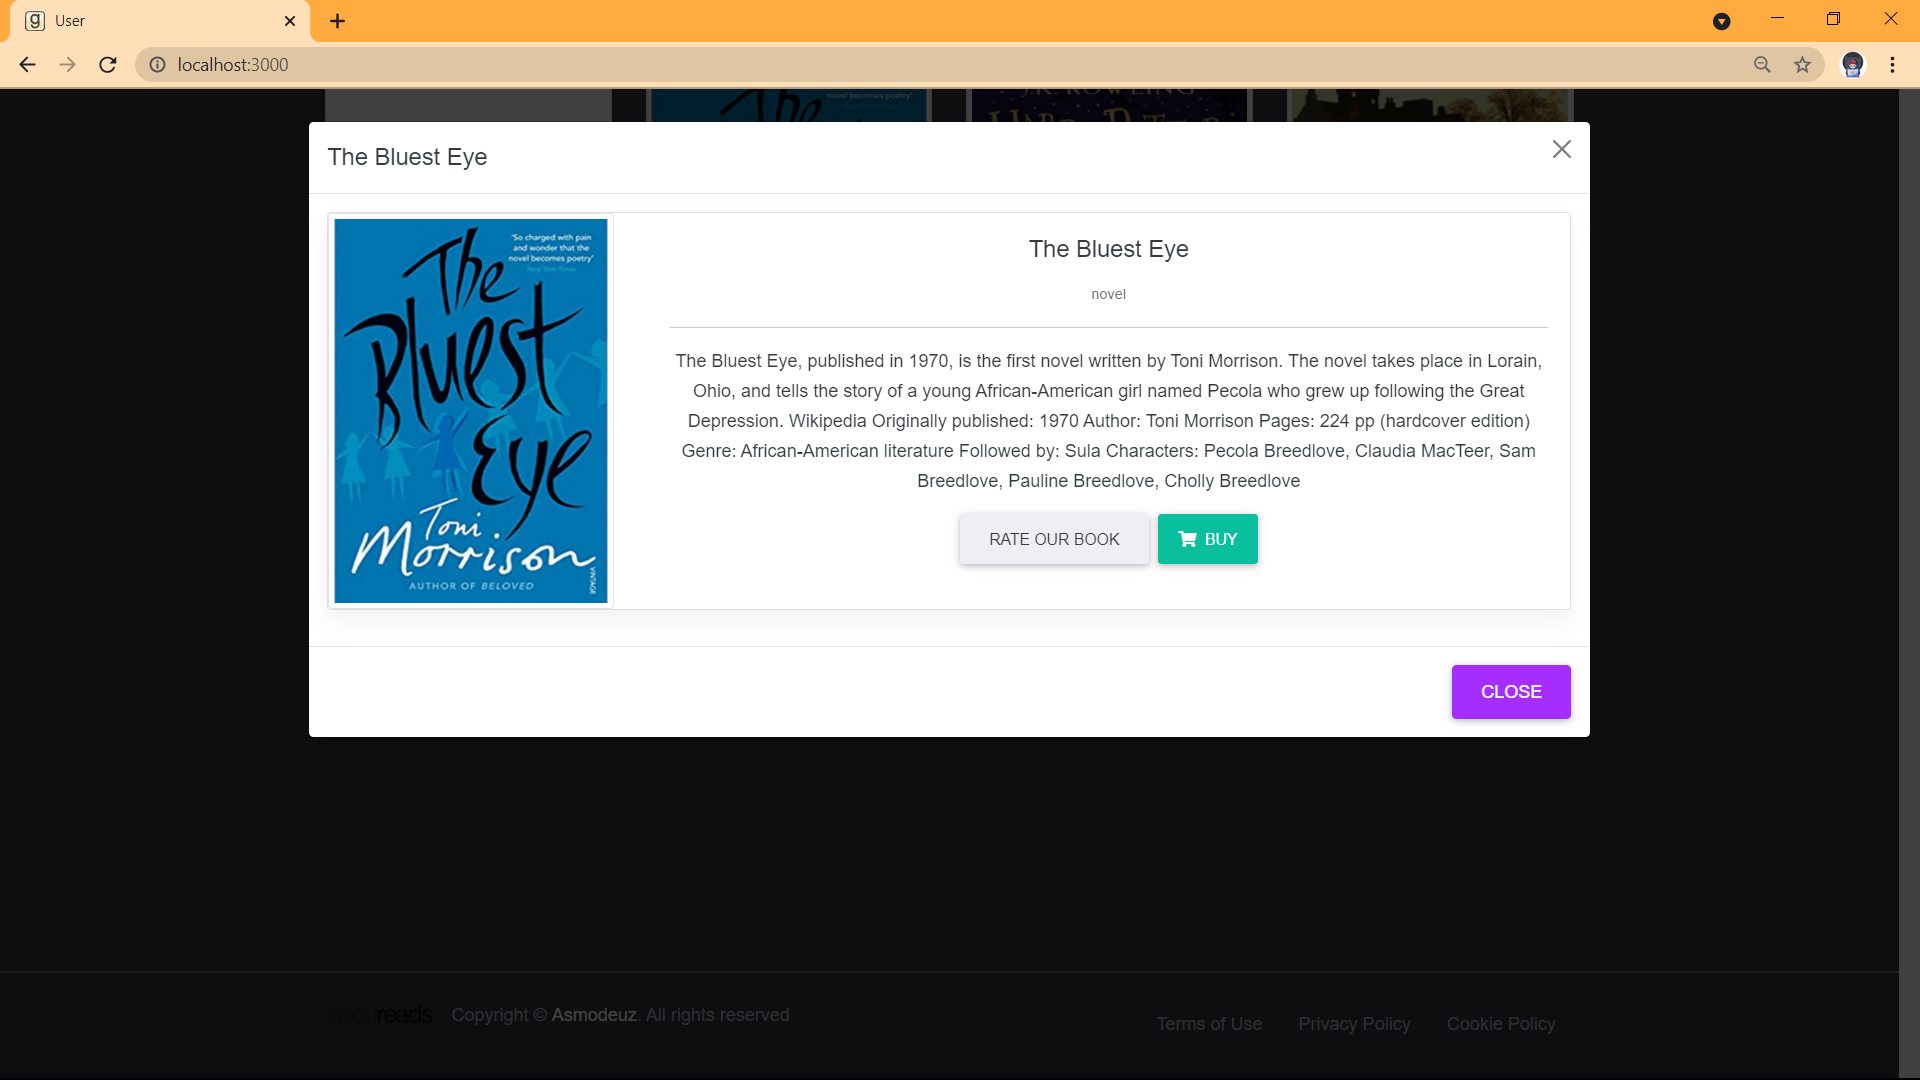 User
localhost:3000
novel becomes poetry'
The
J.K. ROWLING
The Bluest Eye
'So charged with pain
and wonder that the
novel becomes poetry'
New York Times
The
Bluest
Eye
Toni
Morrison
AUTHOR OF BELOVED
VINTAGE
The Bluest Eye
novel
The Bluest Eye, published in 1970, is the first novel written by Toni Morrison. The novel takes place in Lorain,
Ohio, and tells the story of a young African-American girl named Pecola who grew up following the Great
Depression. Wikipedia Originally published: 1970 Author: Toni Morrison Pages: 224 pp (hardcover edition)
Genre: African-American literature Followed by: Sula Characters: Pecola Breedlove, Claudia MacTeer, Sam
Breedlove, Pauline Breedlove, Cholly Breedlove
RATE OUR BOOK
BUY
CLOSE
goodreads
Copyright © Asmodeuz. All rights reserved
Terms of Use
Privacy Policy
Cookie Policy